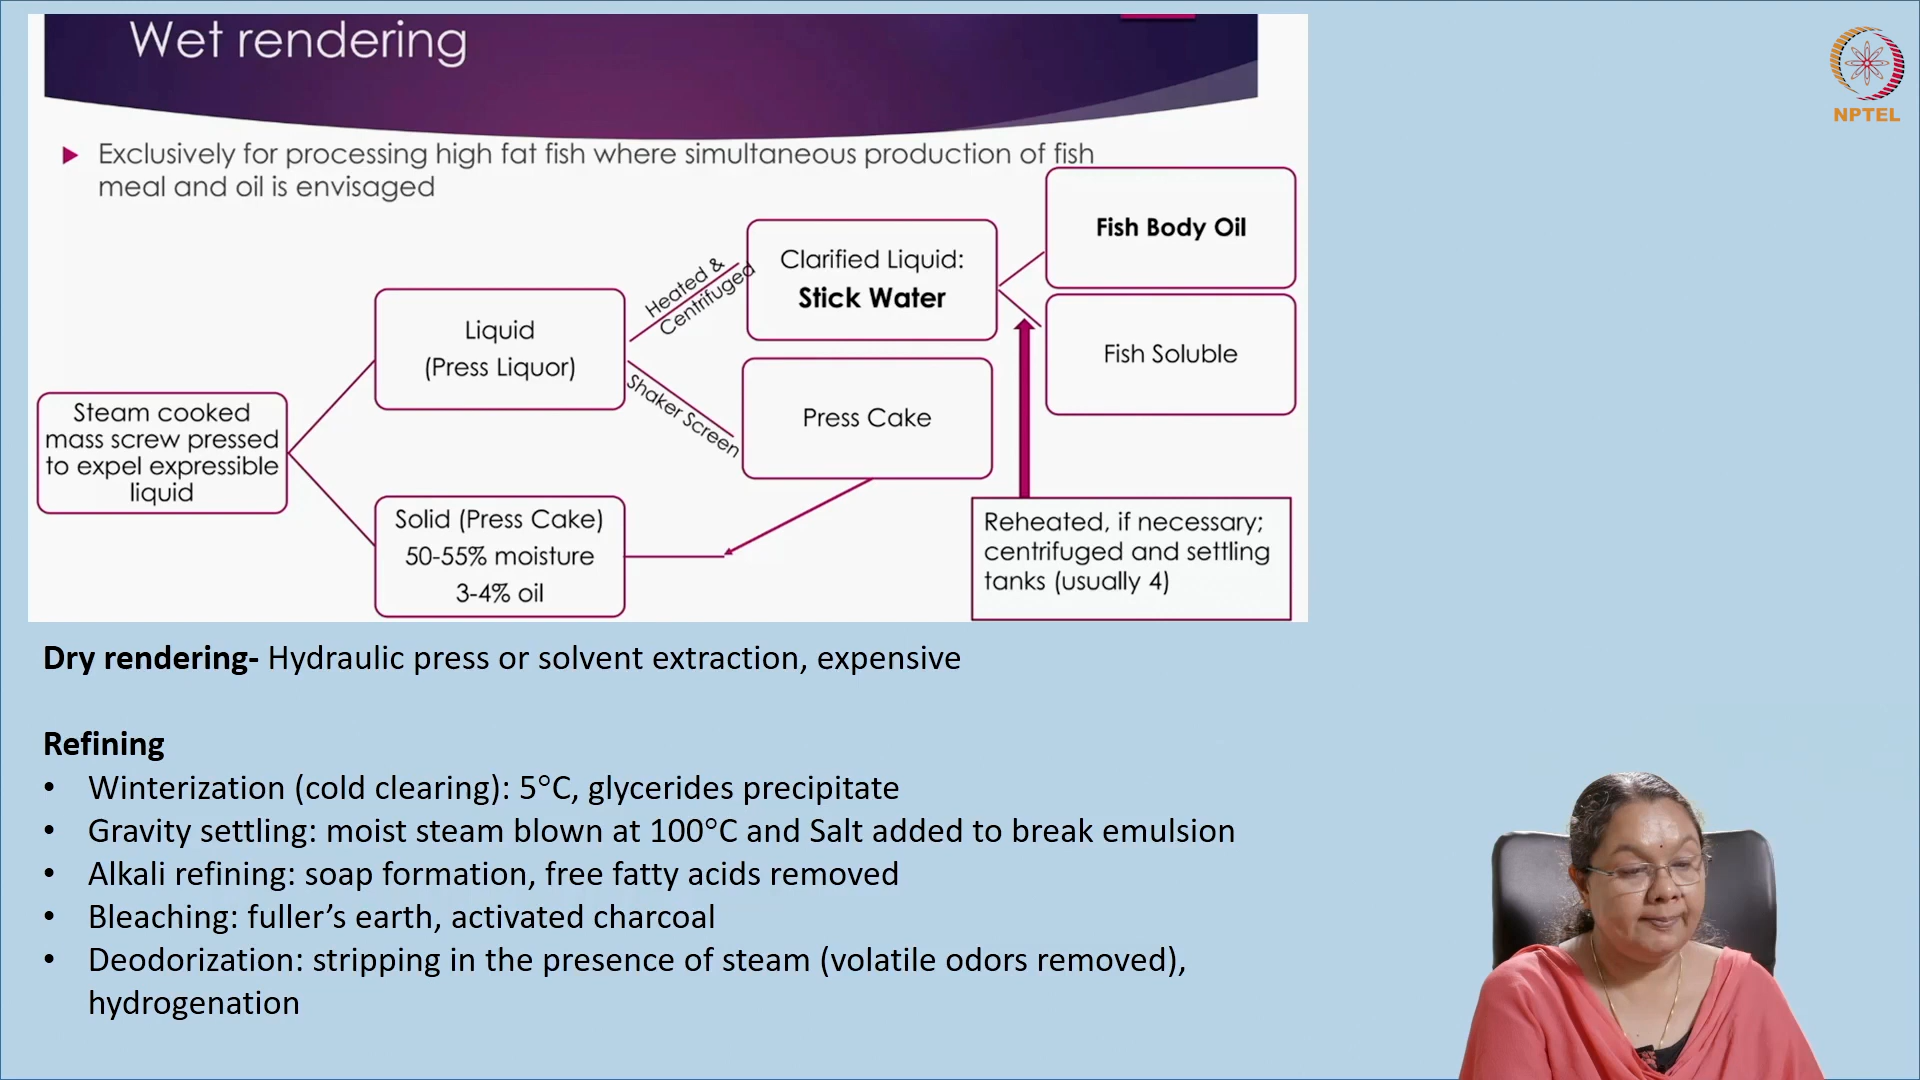 Wet rendering
NPTEL
Exclusively for processing high fat fish where simultaneous production of fish
meal and oil is envisaged
Steam cooked
mass screw pressed
to expel expressible
liquid
Liquid
(Press Liquor)
Solid (Press Cake)
50-55% moisture
3-4% oil
Heated &
Centrifuged
Shaker Screen
Clarified Liquid:
Stick Water
Press Cake
Fish Body Oil
Fish Soluble
Reheated, if necessary;
centrifuged and settling
tanks (usually 4)
Dry rendering- Hydraulic press or solvent extraction, expensive
Refining
• Winterization (cold clearing): 5°C, glycerides precipitate
• Gravity settling: moist steam blown at 100°C and Salt added to break emulsion
• Alkali refining: soap formation, free fatty acids removed
• Bleaching: fuller’s earth, activated charcoal
• Deodorization: stripping in the presence of steam (volatile odors removed),
hydrogenation